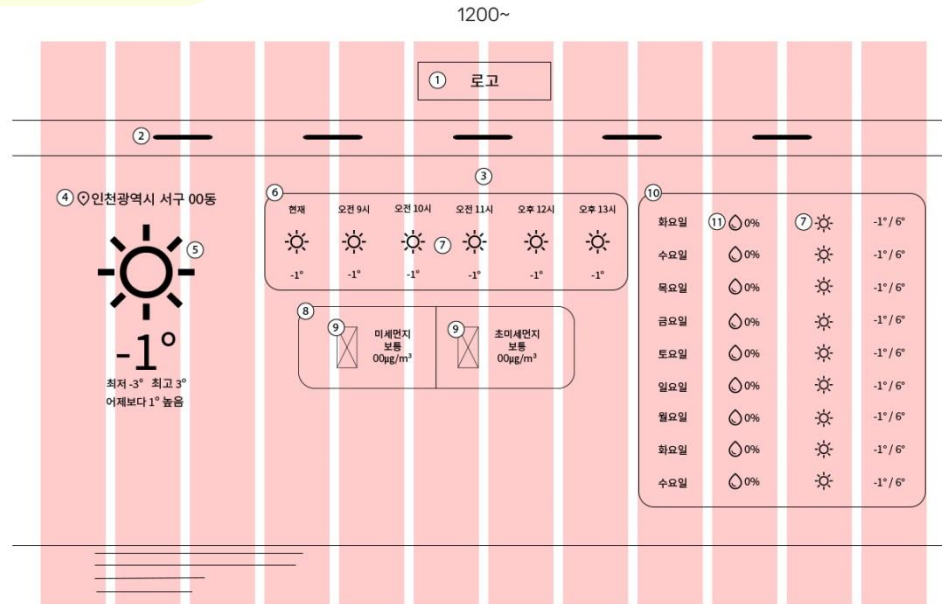 1200~
① 로고
②
③
④ 인천광역시 서구 00동
⑤
-1°
최저 -3° 최고 3°
어제보다 1° 높음
⑥
현재 오전 9시 오전 10시 오전 11시 오후 12시 오후 13시
⑦
-1° -1° -1° -1° -1° -1°
⑧
⑨ 미세먼지
보통
00μg/m³
⑨ 초미세먼지
보통
00μg/m³
⑩
화요일 ⑪ 0% ⑦ -1° / 6°
수요일 0% -1° / 6°
목요일 0% -1° / 6°
금요일 0% -1° / 6°
토요일 0% -1° / 6°
일요일 0% -1° / 6°
월요일 0% -1° / 6°
화요일 0% -1° / 6°
수요일 0% -1° / 6°